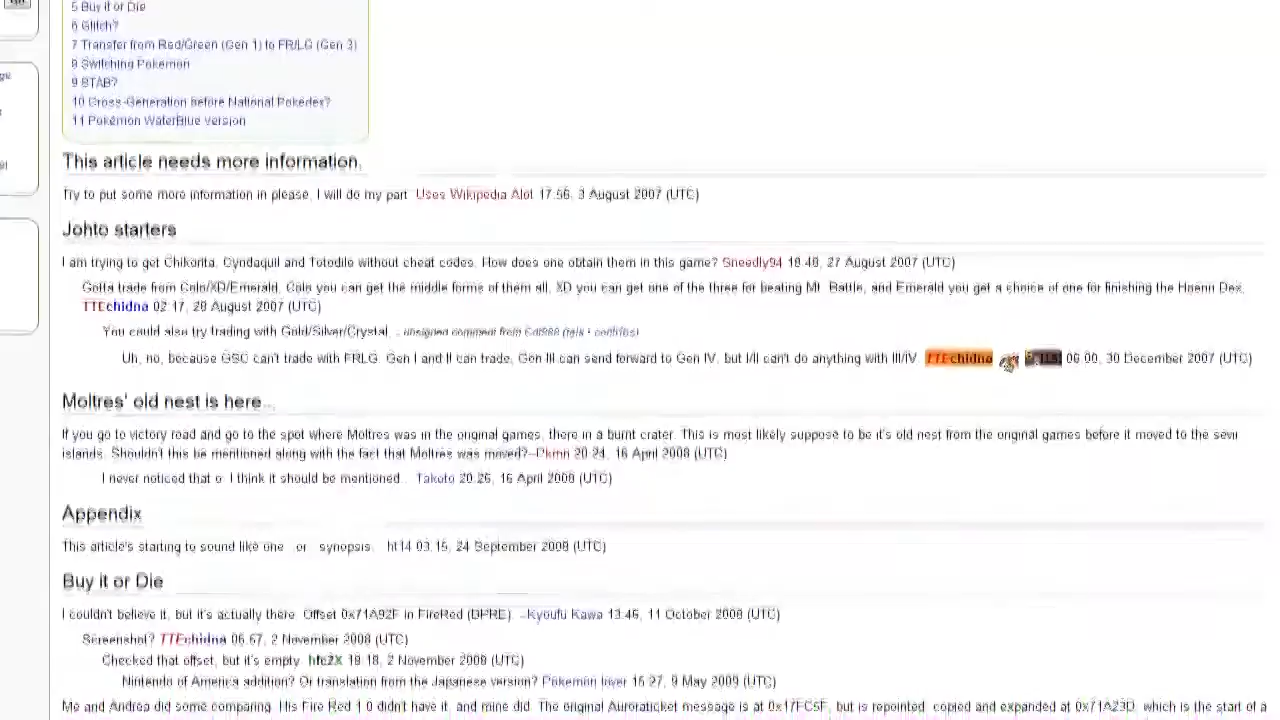 5 Buy it or Die
6 Glitch?
7 Transfer from Red/Green (Gen 1) to FR/LG (Gen 3)
8 Switching Pokemon
9 STAB?
10 Cross-Generation before National Pokédex?
11 Pokémon WaterBlue version
This article needs more information.
Try to put some more information in please, I will do my part. Uses Wikipedia Alot 17:56, 3 August 2007 (UTC)
Johto starters
I am trying to get Chikorita, Cyndaquil and Totodile without cheat codes. How does one obtain them in this game? Sneedly94 18:48, 27 August 2007 (UTC)
Gotta trade from Colo/XD/Emerald. Colo you can get the middle forms of them all, XD you can get one of the three for beating Mt. Battle, and Emerald you get a choice of one for finishing the Hoenn Dex.
TTEchidna 02:17, 28 August 2007 (UTC)
You could also try trading with Gold/Silver/Crystal. - unsigned comment from (talk • contribs)
Uh, no, because GSC can't trade with FRLG. Gen I and II can trade, Gen III can send forward to Gen IV, but I/II can't do anything with III/IV. TTEchidna 06:00, 30 December 2007 (UTC)
Moltres' old nest is here...
If you go to victory road and go to the spot where Moltres was in the original games, there in a burnt crater. This is most likely suppose to be it's old nest from the original games before it moved to the sevii
islands. Shouldn't this be mentioned along with the fact that Moltres was moved?--Pkmn 20:24, 16 April 2008 (UTC)
I never noticed that o. I think it should be mentioned. Takoto 20:26, 16 April 2008 (UTC)
Appendix
This article's starting to sound like one or synopsis. ht14 03:15, 24 September 2008 (UTC)
Buy it or Die
I couldn't believe it, but it's actually there. Offset 0x71A92F in FireRed (BPRE). --Kyoufu Kawa 13:46, 11 October 2008 (UTC)
Screenshot? TTEchidna 06:57, 2 November 2008 (UTC)
Checked that offset, but it's empty. hfc2X 18:18, 2 November 2008 (UTC)
Nintendo of America addition? Or translation from the Japanese version? Pokemon lover 15:27, 9 May 2009 (UTC)
Me and Andrea did some comparing. His Fire Red 1.0 didn't have it, and mine did. The original Auroraticket message is at 0x17FC5F, but is repointed, copied and expanded at 0x71A23D, which is the start of a